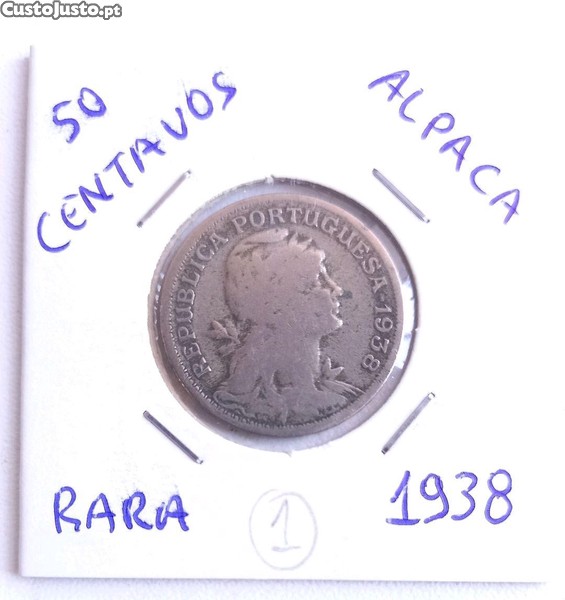 CustoJusto.pt
50
CENTAVOS
ALPACA
REPUBLICA PORTUGUESA·1938
RARA
1
1938